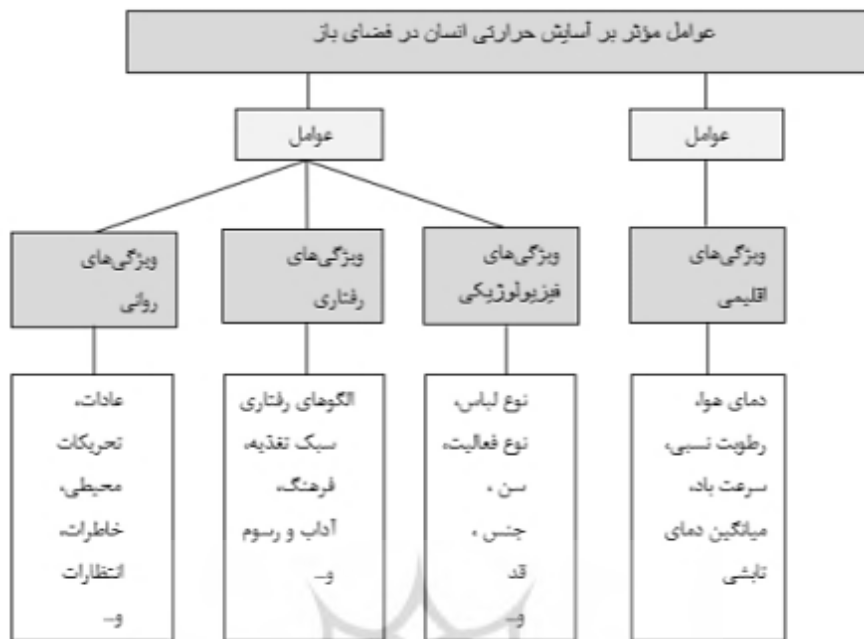 عوامل مؤثر بر آسایش حرارتی انسان در فضای باز
عوامل
عوامل
ویژگی‌های
اقلیمی
ویژگی‌های
فیزیولوژیکی
ویژگی‌های
رفتاری
ویژگی‌های
روانی
دمای هوا،
رطوبت نسبی،
سرعت باد،
میانگین دمای
تابشی
نوع لباس،
نوع فعالیت،
سن ،
جنس ،
قد
و...
الگوهای رفتاری
سبک تغذیه،
فرهنگ،
آداب و رسوم
و...
عادات،
تحریکات
محیطی،
خاطرات،
انتظارات
و...